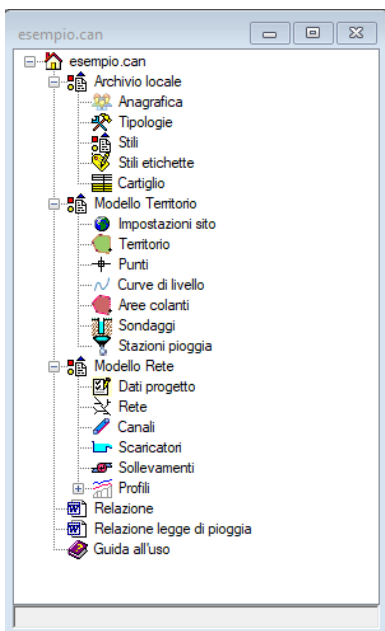 esempio.can
esempio.can
Archivio locale
Anagrafica
Tipologie
Stili
Stili etichette
Cartiglio
Modello Territorio
Impostazioni sito
Territorio
Punti
Curve di livello
Aree colanti
Sondaggi
Stazioni pioggia
Modello Rete
Dati progetto
Rete
Canali
Scaricatori
Sollevamenti
Profili
Relazione
Relazione legge di pioggia
Guida all'uso